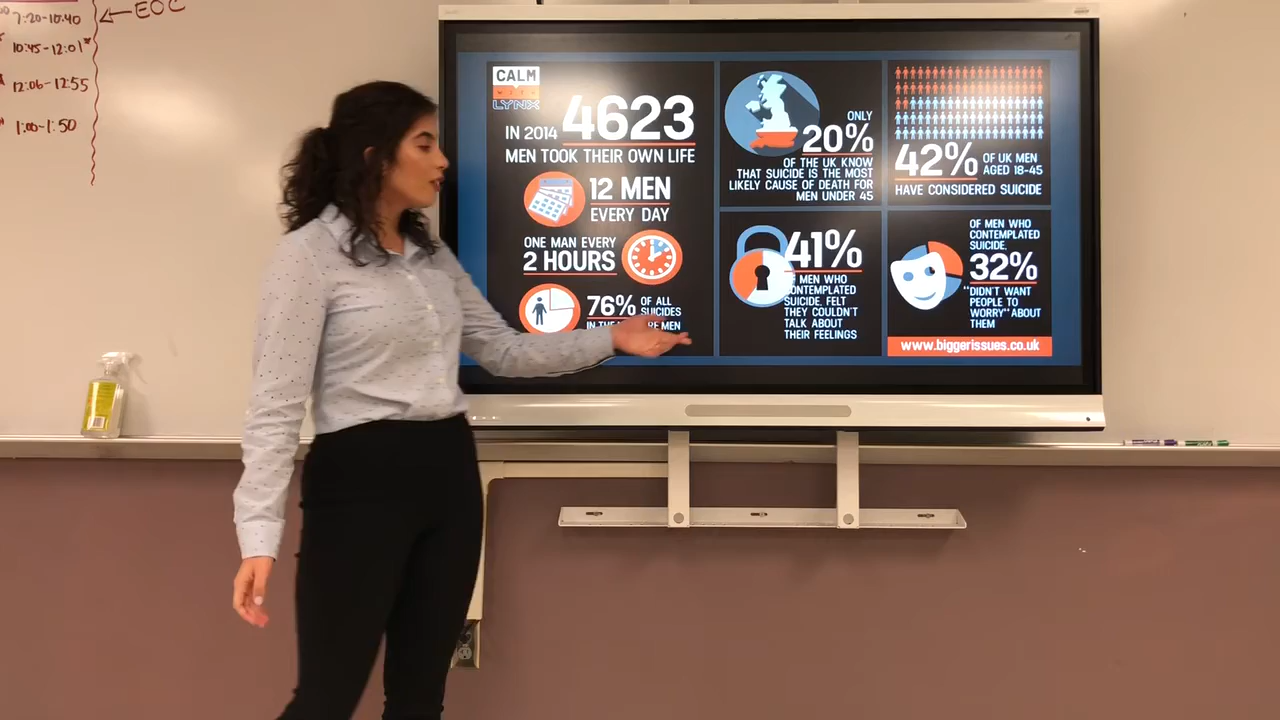 7:20-10:40
EOC
10:45-12:01
12:06-12:55
1:00-1:50
CALM
WITH
LYNX
IN 2014 4623
MEN TOOK THEIR OWN LIFE
12 MEN
EVERY DAY
ONE MAN EVERY
2 HOURS
76% OF ALL
SUICIDES
MEN
ONLY
20%
OF THE UK KNOW
THAT SUICIDE IS THE MOST
LIKELY CAUSE OF DEATH FOR
MEN UNDER 45
42% OF UK MEN
AGED 18-45
HAVE CONSIDERED SUICIDE
41%
OF MEN WHO
CONTEMPLATED
SUICIDE, FELT
THEY COULDN'T
TALK ABOUT
THEIR FEELINGS
OF MEN WHO
CONTEMPLATED
SUICIDE,
32%
"DIDN'T WANT
PEOPLE TO
WORRY" ABOUT
THEM
www.biggerissues.co.uk